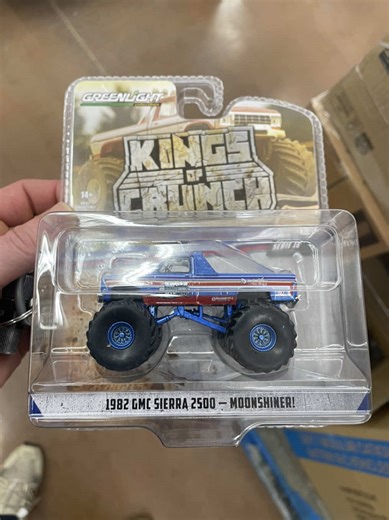 GREENLIGHT
KINGS
OF
CRUNCH
1982 GMC SIERRA 2500 – MOONSHINER!